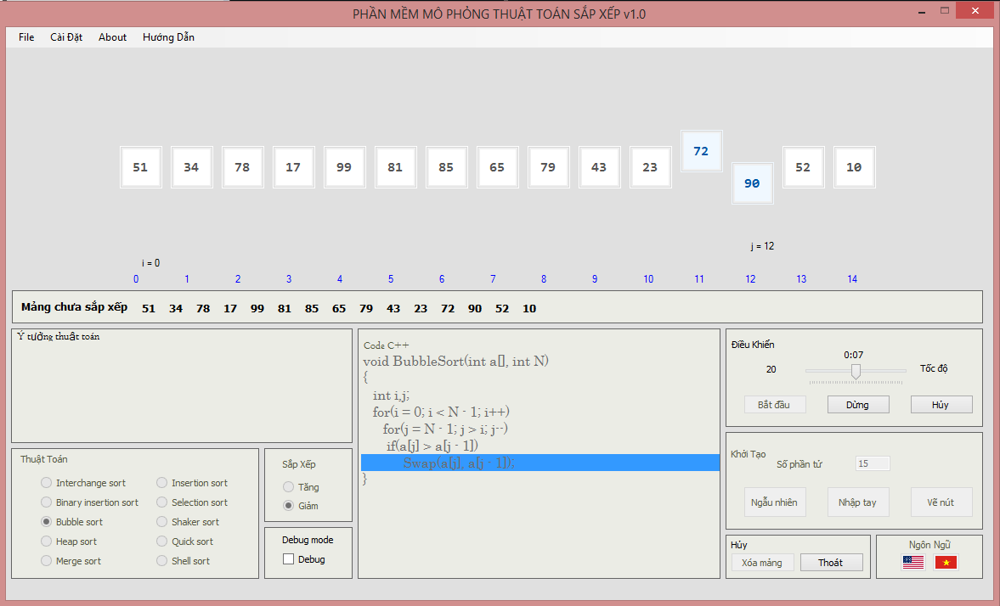 PHẦN MỀM MÔ PHỎNG THUẬT TOÁN SẮP XẾP v1.0
File Cài Đặt About Hướng Dẫn
51 34 78 17 99 81 85 65 79 43 23 72 90 52 10
j = 12
i = 0
0 1 2 3 4 5 6 7 8 9 10 11 12 13 14
Mảng chưa sắp xếp 51 34 78 17 99 81 85 65 79 43 23 72 90 52 10
Ý tưởng thuật toán
Thuật Toán
Interchange sort Insertion sort
Binary insertion sort Selection sort
Bubble sort Shaker sort
Heap sort Quick sort
Merge sort Shell sort
Sắp Xếp
Tăng
Giảm
Debug mode
Debug
Code C++
void BubbleSort(int a[], int N)
{
int i,j;
for(i = 0; i < N - 1; i++)
for(j = N - 1; j > i; j--)
if(a[j] > a[j - 1])
Swap(a[j], a[j - 1]);
}
Điều Khiển
0:07
20 Tốc độ
Bắt đầu Dừng Hủy
Khởi Tạo
Số phần tử 15
Ngẫu nhiên Nhập tay Vẽ nút
Hủy
Xóa mảng Thoát
Ngôn Ngữ